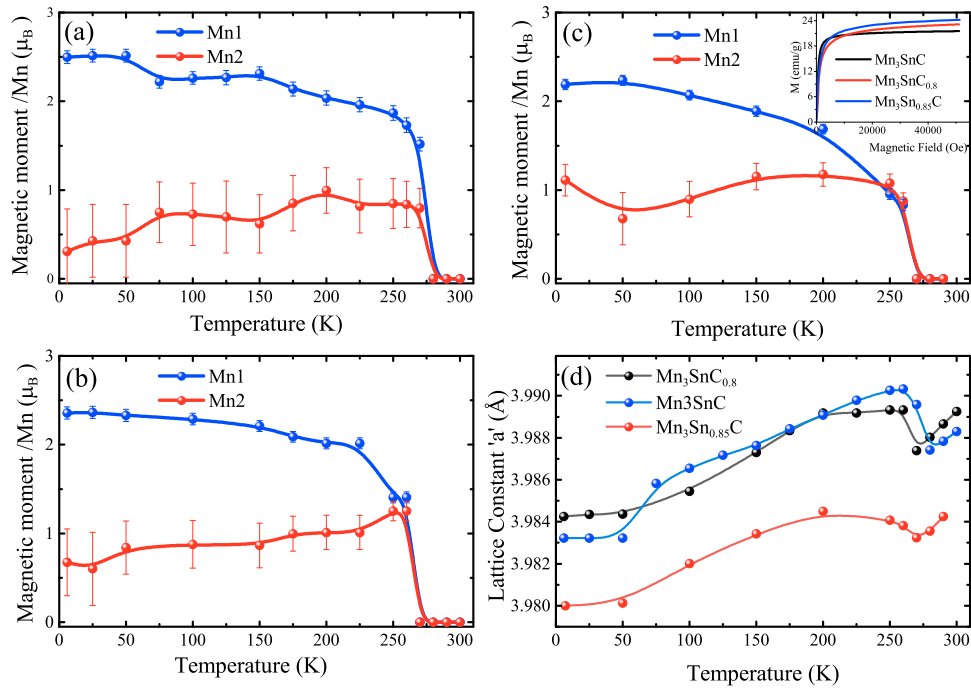 (a)
Mn1
Mn2
Magnetic moment /Mn (μB)
3
2
1
0
0 50 100 150 200 250 300
Temperature (K)
(c)
Mn1
Mn2
Magnetic moment /Mn (μB)
3
2
1
0
0 50 100 150 200 250 300
Temperature (K)
M (emu/g)
24
18
12
6
0
0 20000 40000
Magnetic Field (Oe)
Mn3SnC
Mn3SnC0.8
Mn3Sn0.85C
(b)
Mn1
Mn2
Magnetic moment /Mn (μB)
3
2
1
0
0 50 100 150 200 250 300
Temperature (K)
(d)
Mn3SnC0.8
Mn3SnC
Mn3Sn0.85C
Lattice Constant 'a' (Å)
3.990
3.988
3.986
3.984
3.983
3.982
3.980
0 50 100 150 200 250 300
Temperature (K)